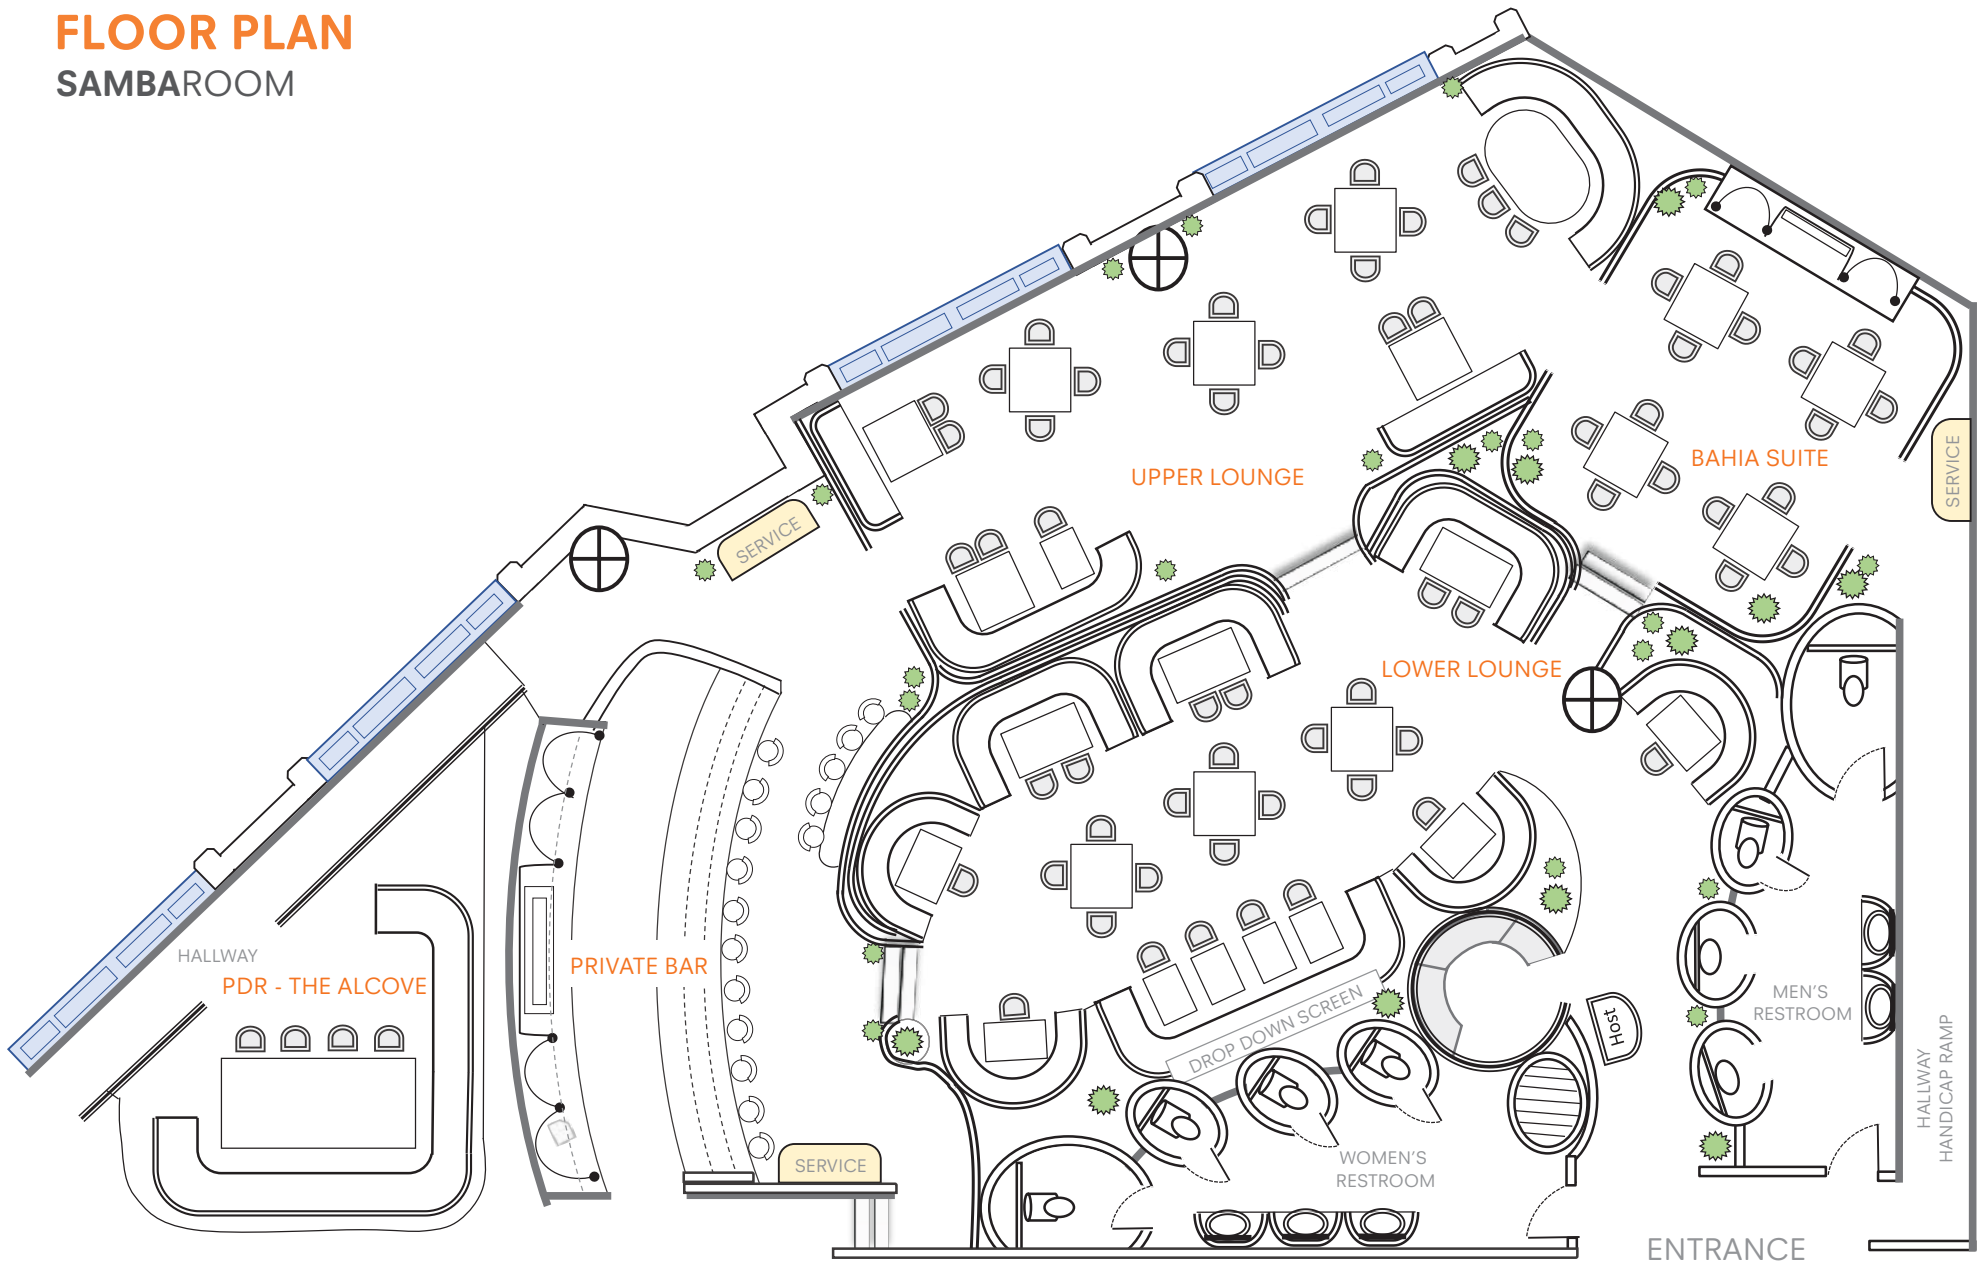 FLOOR PLAN
SAMBAROOM
UPPER LOUNGE
BAHIA SUITE
SERVICE
SERVICE
LOWER LOUNGE
HALLWAY
PDR - THE ALCOVE
PRIVATE BAR
DROP DOWN SCREEN
Host
MEN'S
RESTROOM
HALLWAY
HANDICAP RAMP
SERVICE
WOMEN'S
RESTROOM
ENTRANCE